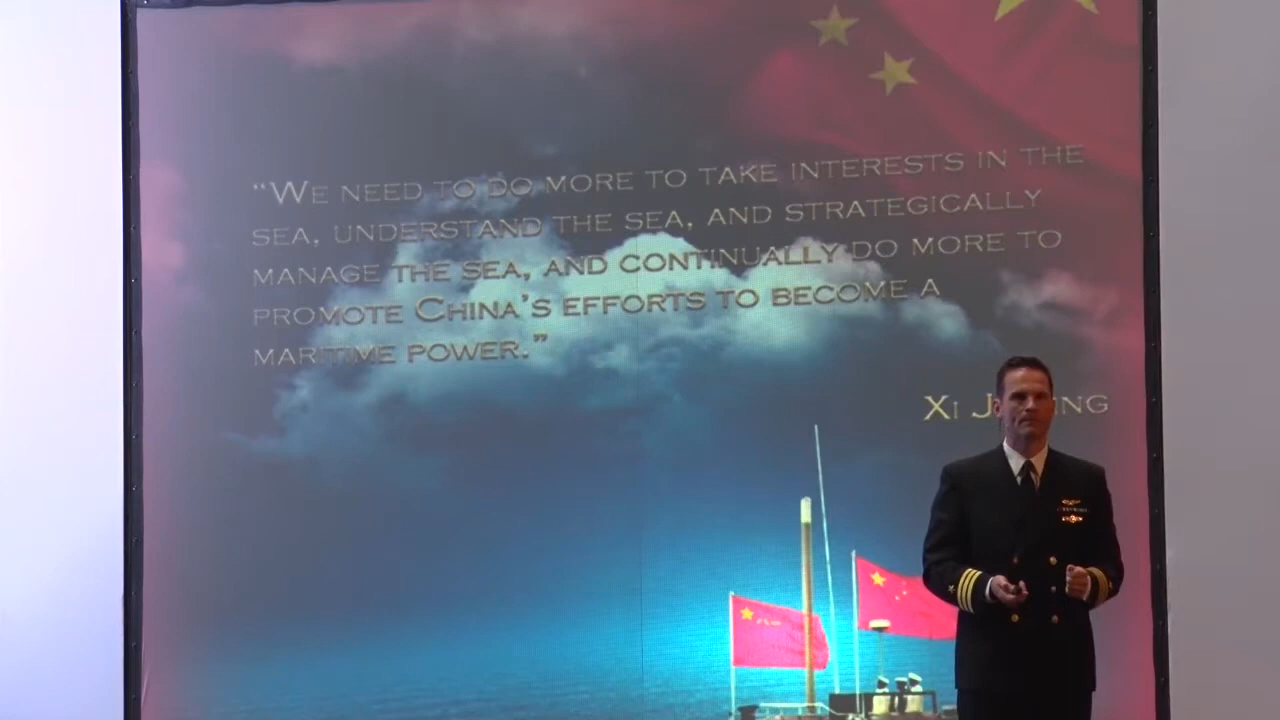 “WE NEED TO DO MORE TO TAKE INTERESTS IN THE
SEA, UNDERSTAND THE SEA, AND STRATEGICALLY
MANAGE THE SEA, AND CONTINUALLY DO MORE TO
PROMOTE CHINA'S EFFORTS TO BECOME A
MARITIME POWER.”
XI J NG